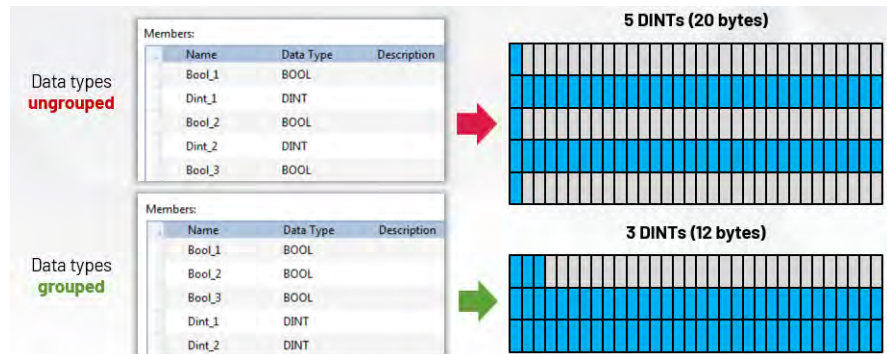 5 DINTs (20 bytes)
Members:
Name Data Type Description
Bool_1 BOOL
Dint_1 DINT
Bool_2 BOOL
Dint_2 DINT
Bool_3 BOOL
Data types
ungrouped
3 DINTs (12 bytes)
Members:
Name Data Type Description
Bool_1 BOOL
Bool_2 BOOL
Bool_3 BOOL
Dint_1 DINT
Dint_2 DINT
Data types
grouped